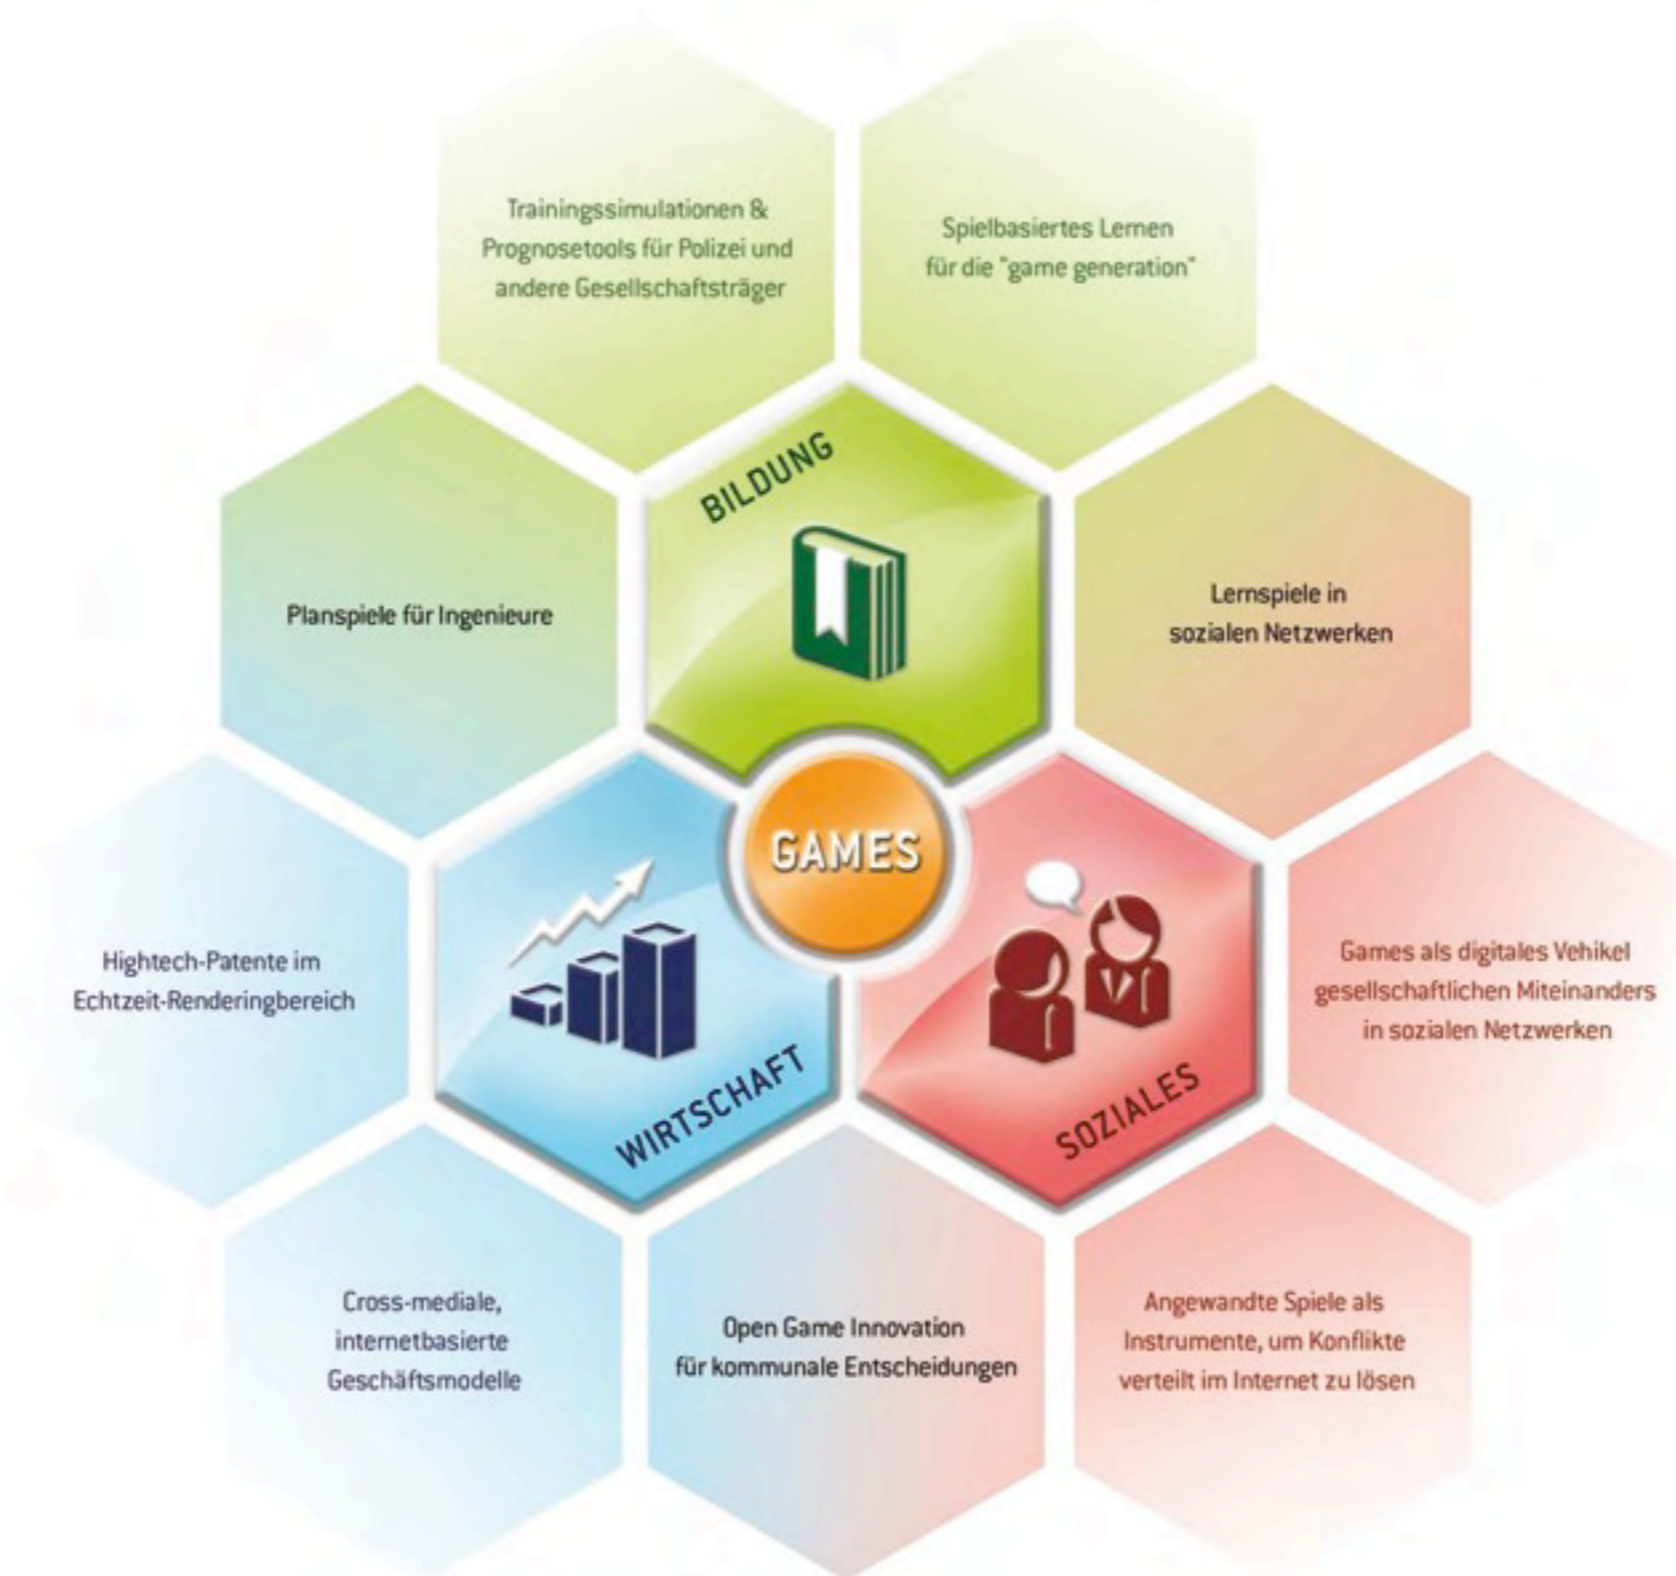 Trainingssimulationen &
Prognosetools für Polizei und
andere Gesellschaftsträger
Spielbasiertes Lernen
für die "game generation"
BILDUNG
Planspiele für Ingenieure
Lernspiele in
sozialen Netzwerken
GAMES
Hightech-Patente im
Echtzeit-Renderingbereich
WIRTSCHAFT
SOZIALES
Games als digitales Vehikel
gesellschaftlichen Miteinanders
in sozialen Netzwerken
Cross-mediale,
internetbasierte
Geschäftsmodelle
Open Game Innovation
für kommunale Entscheidungen
Angewandte Spiele als
Instrumente, um Konflikte
verteilt im Internet zu lösen